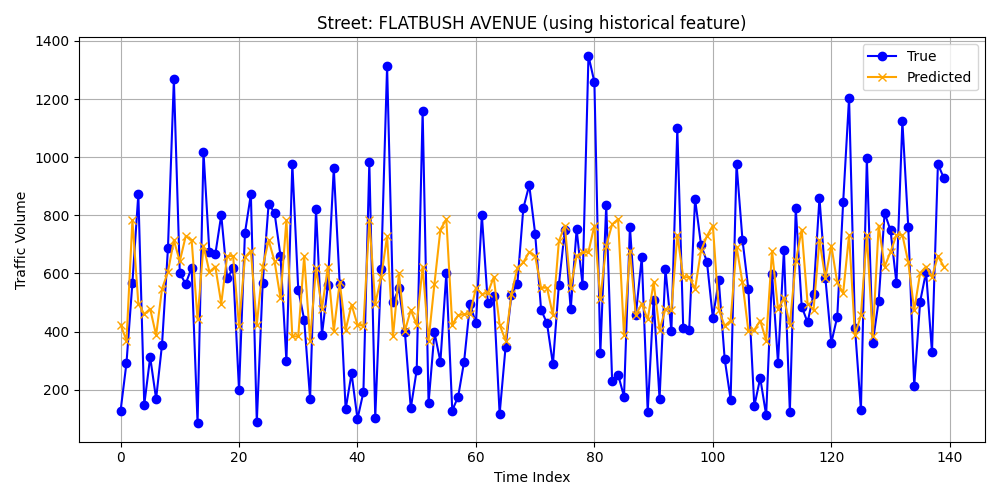 Street: FLATBUSH AVENUE (using historical feature)
1400
1200
1000
800
600
400
200
Traffic Volume
True
Predicted
0 20 40 60 80 100 120 140
Time Index